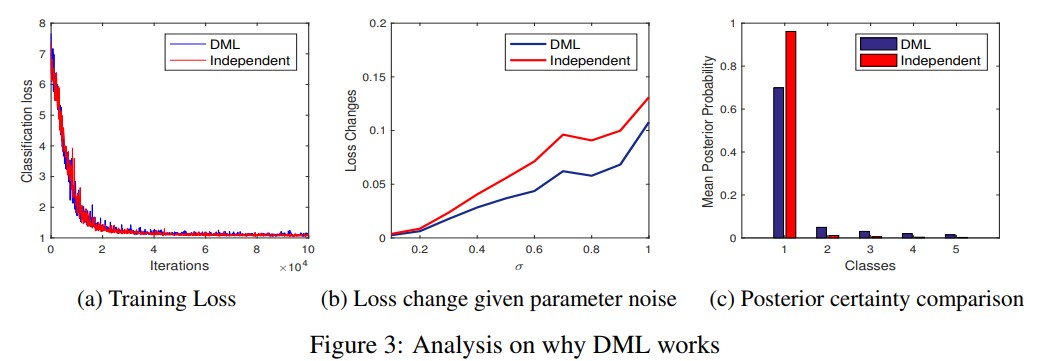 Classification loss
8
7
6
5
4
3
2
1
0 2 4 6 8 10
×10⁴
Iterations
DML
Independent
(a) Training Loss
Loss Changes
0.2
0.15
0.1
0.05
0
0.2 0.4 0.6 0.8 1
σ
DML
Independent
(b) Loss change given parameter noise
Mean Posterior Probability
1
0.8
0.6
0.4
0.2
0
1 2 3 4 5
Classes
DML
Independent
(c) Posterior certainty comparison
Figure 3: Analysis on why DML works